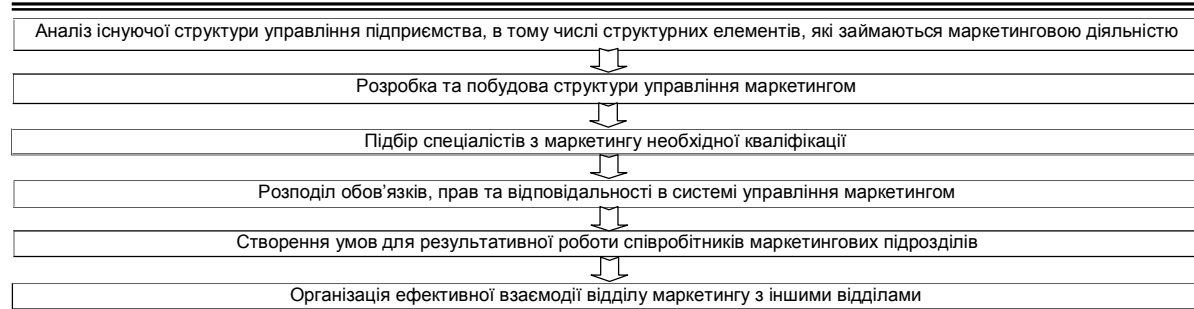 Аналіз існуючої структури управління підприємства, в тому числі структурних елементів, які займаються маркетинговою діяльністю
Розробка та побудова структури управління маркетингом
Підбір спеціалістів з маркетингу необхідної кваліфікації
Розподіл обов’язків, прав та відповідальності в системі управління маркетингом
Створення умов для результативної роботи співробітників маркетингових підрозділів
Організація ефективної взаємодії відділу маркетингу з іншими відділами